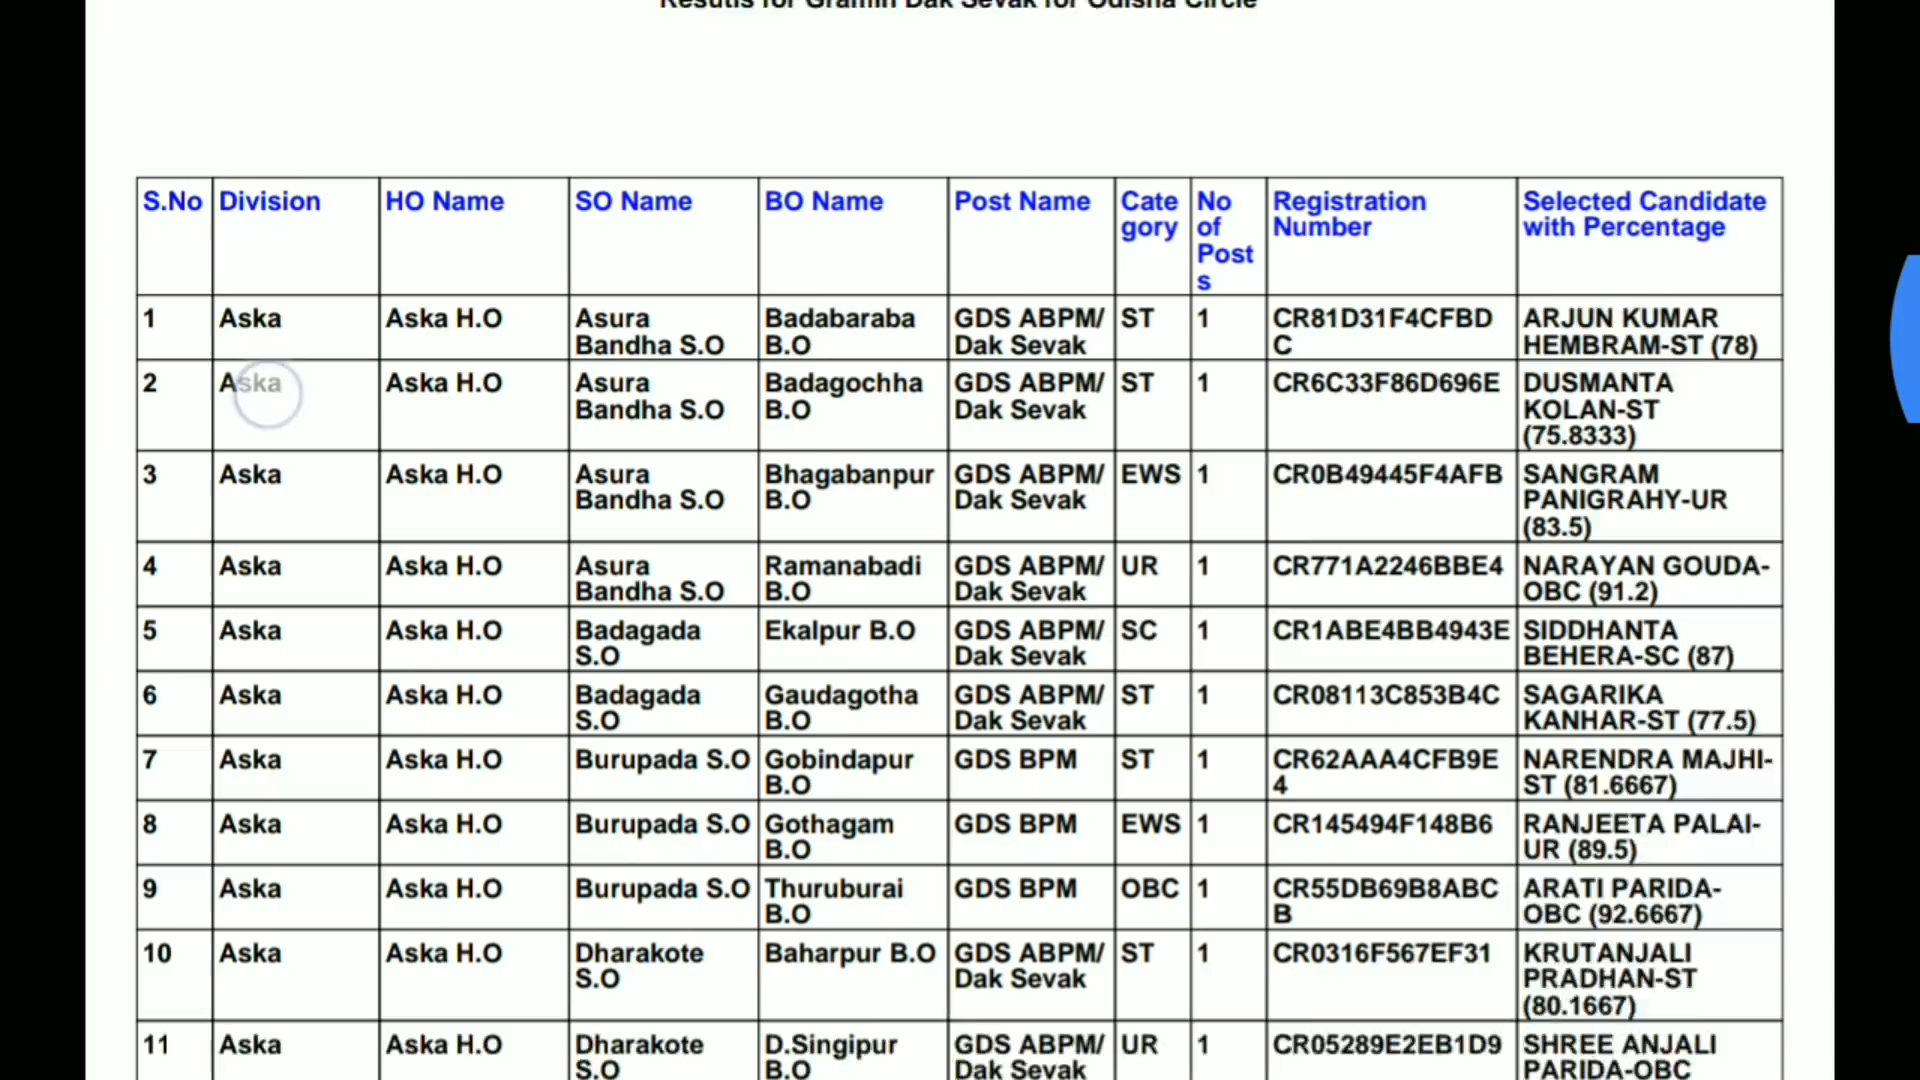 Resutls for Gramin Dak Sevak for Odisha Circle
S.No Division HO Name SO Name BO Name Post Name Cate No Registration Selected Candidate
gory of Number with Percentage
Post
s
1 Aska Aska H.O Asura Badabaraba GDS ABPM/ ST 1 CR81D31F4CFBD ARJUN KUMAR
Bandha S.O B.O Dak Sevak C HEMBRAM-ST (78)
2 Aska Aska H.O Asura Badagochha GDS ABPM/ ST 1 CR6C33F86D696E DUSMANTA
Bandha S.O B.O Dak Sevak KOLAN-ST
(75.8333)
3 Aska Aska H.O Asura Bhagabanpur GDS ABPM/ EWS 1 CR0B49445F4AFB SANGRAM
Bandha S.O B.O Dak Sevak PANIGRAHY-UR
(83.5)
4 Aska Aska H.O Asura Ramanabadi GDS ABPM/ UR 1 CR771A2246BBE4 NARAYAN GOUDA-
Bandha S.O B.O Dak Sevak OBC (91.2)
5 Aska Aska H.O Badagada Ekalpur B.O GDS ABPM/ SC 1 CR1ABE4BB4943E SIDDHANTA
S.O Dak Sevak BEHERA-SC (87)
6 Aska Aska H.O Badagada Gaudagotha GDS ABPM/ ST 1 CR08113C853B4C SAGARIKA
S.O B.O Dak Sevak KANHAR-ST (77.5)
7 Aska Aska H.O Burupada S.O Gobindapur GDS BPM ST 1 CR62AAA4CFB9E NARENDRA MAJHI-
B.O 4 ST (81.6667)
8 Aska Aska H.O Burupada S.O Gothagam GDS BPM EWS 1 CR145494F148B6 RANJEETA PALAI-
B.O UR (89.5)
9 Aska Aska H.O Burupada S.O Thuruburai GDS BPM OBC 1 CR55DB69B8ABC ARATI PARIDA-
B.O B OBC (92.6667)
10 Aska Aska H.O Dharakote Baharpur B.O GDS ABPM/ ST 1 CR0316F567EF31 KRUTANJALI
S.O Dak Sevak PRADHAN-ST
(80.1667)
11 Aska Aska H.O Dharakote D.Singipur GDS ABPM/ UR 1 CR05289E2EB1D9 SHREE ANJALI
S.O B.O Dak Sevak PARIDA-OBC